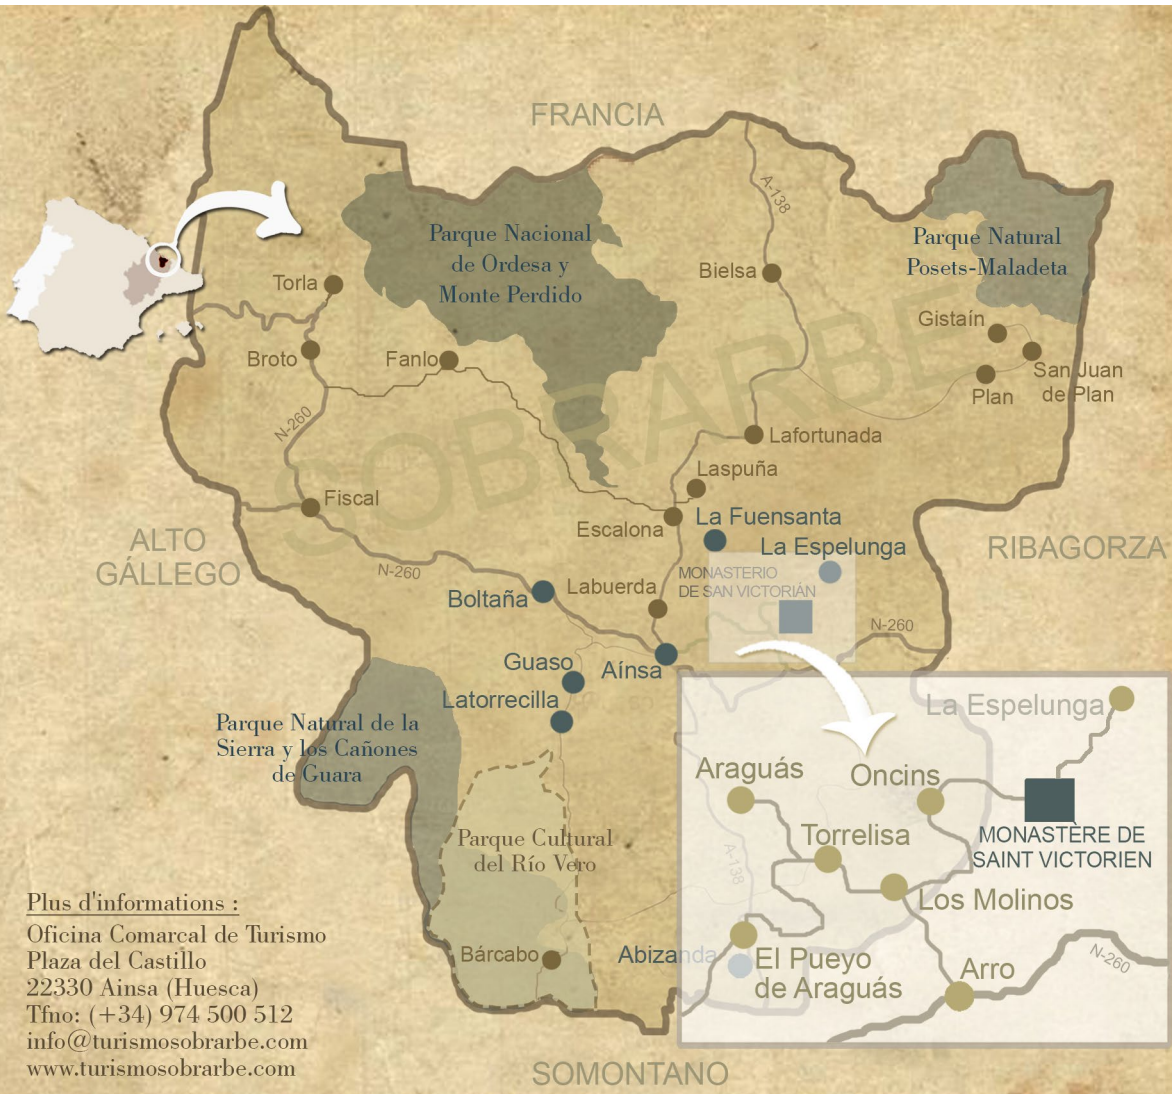 FRANCIA
A-138
Parque Nacional
de Ordesa y
Monte Perdido
Parque Natural
Posets-Maladeta
Torla
Bielsa
Gistaín
Broto
Fanlo
San Juan
de Plan
Plan
SOBRARBE
N-260
Lafortunada
Laspuña
Fiscal
Escalona
La Fuensanta
ALTO
GÁLLEGO
La Espelunga
RIBAGORZA
N-260
MONASTERIO
DE SAN VICTORIÁN
Labuerda
Boltaña
N-260
Guaso
Aínsa
Latorrecilla
Parque Natural de la
Sierra y los Cañones
de Guara
La Espelunga
Araguás
Oncins
Torrelisa
MONASTÈRE DE
SAINT VICTORIEN
Parque Cultural
del Río Vero
A-138
Los Molinos
Bárcabo
Abizanda
El Pueyo
de Araguás
Arro
N-260
Plus d'informations :
Oficina Comarcal de Turismo
Plaza del Castillo
22330 Ainsa (Huesca)
Tfno: (+34) 974 500 512
info@turismosobrarbe.com
www.turismosobrarbe.com
SOMONTANO